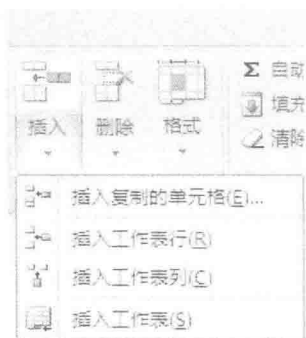 Σ 自动
填充
清除
插入 删除 格式
插入复制的单元格(E)...
插入工作表行(R)
插入工作表列(C)
插入工作表(S)